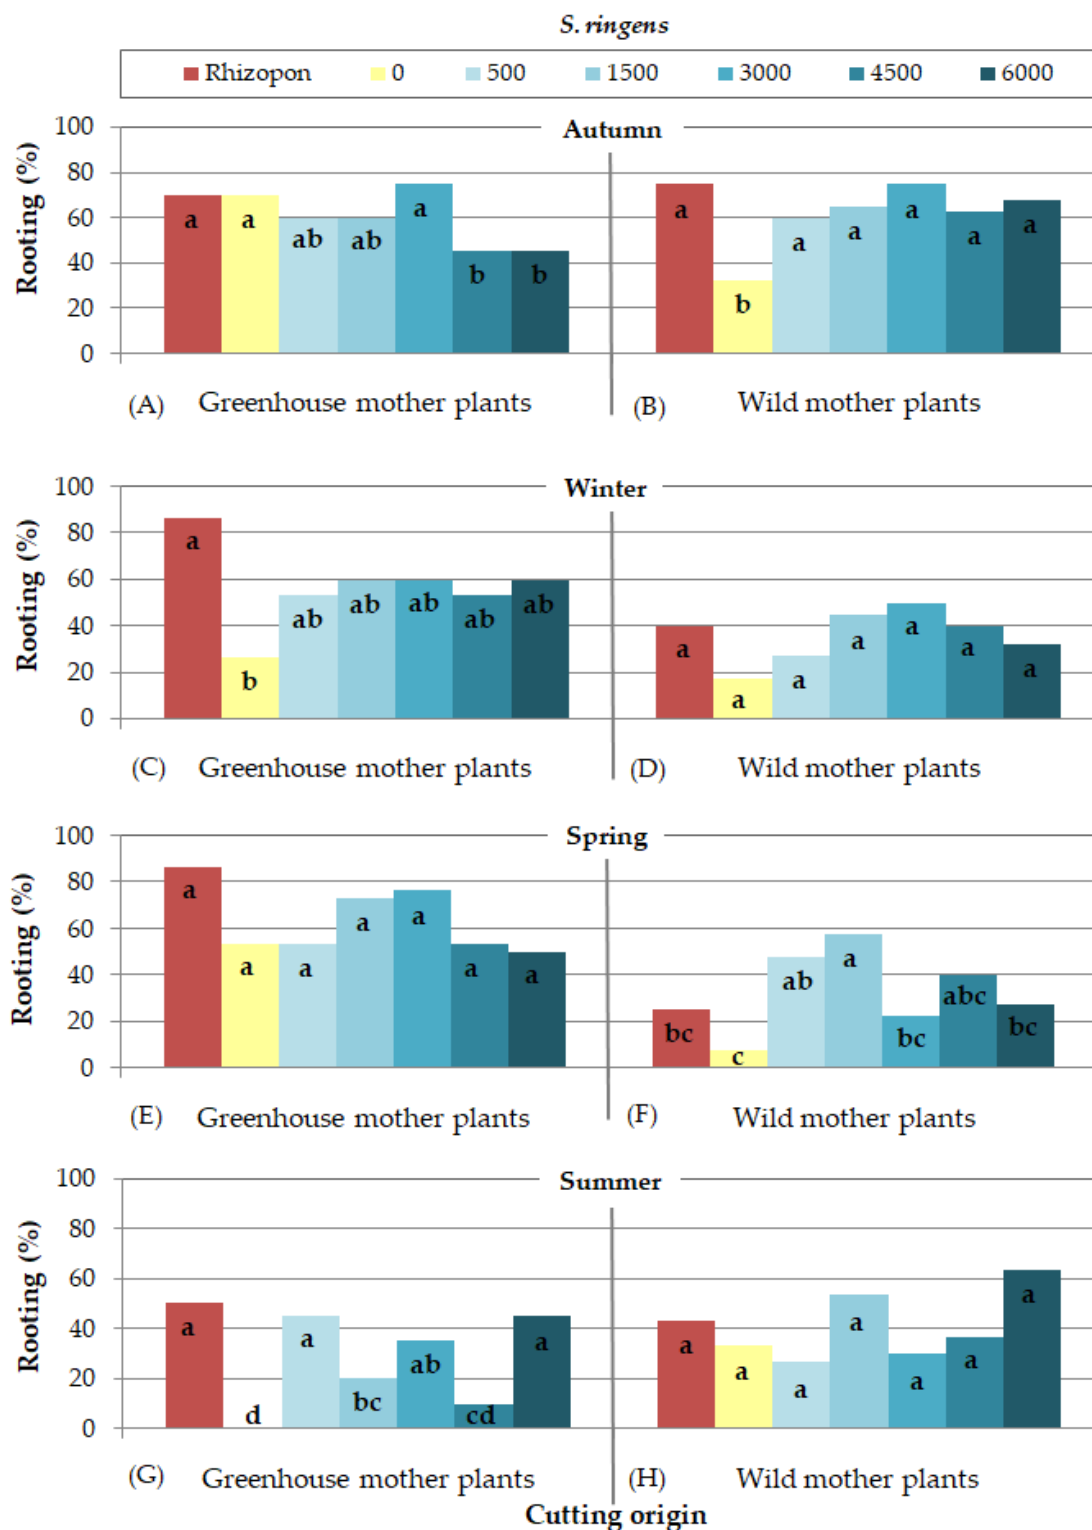 S. ringens
Rhizopon 0 500 1500 3000 4500 6000
Autumn
Rooting (%)
100
80
60
40
20
0
a a ab ab a b b
a b a a a a a
(A) Greenhouse mother plants (B) Wild mother plants
Winter
Rooting (%)
100
80
60
40
20
0
a b ab ab ab ab ab
a a a a a a a
(C) Greenhouse mother plants (D) Wild mother plants
Spring
Rooting (%)
100
80
60
40
20
0
a a a a a a a
bc c ab a bc abc bc
(E) Greenhouse mother plants (F) Wild mother plants
Summer
Rooting (%)
100
80
60
40
20
0
a d a bc ab cd a
a a a a a a a
(G) Greenhouse mother plants (H) Wild mother plants
Cutting origin